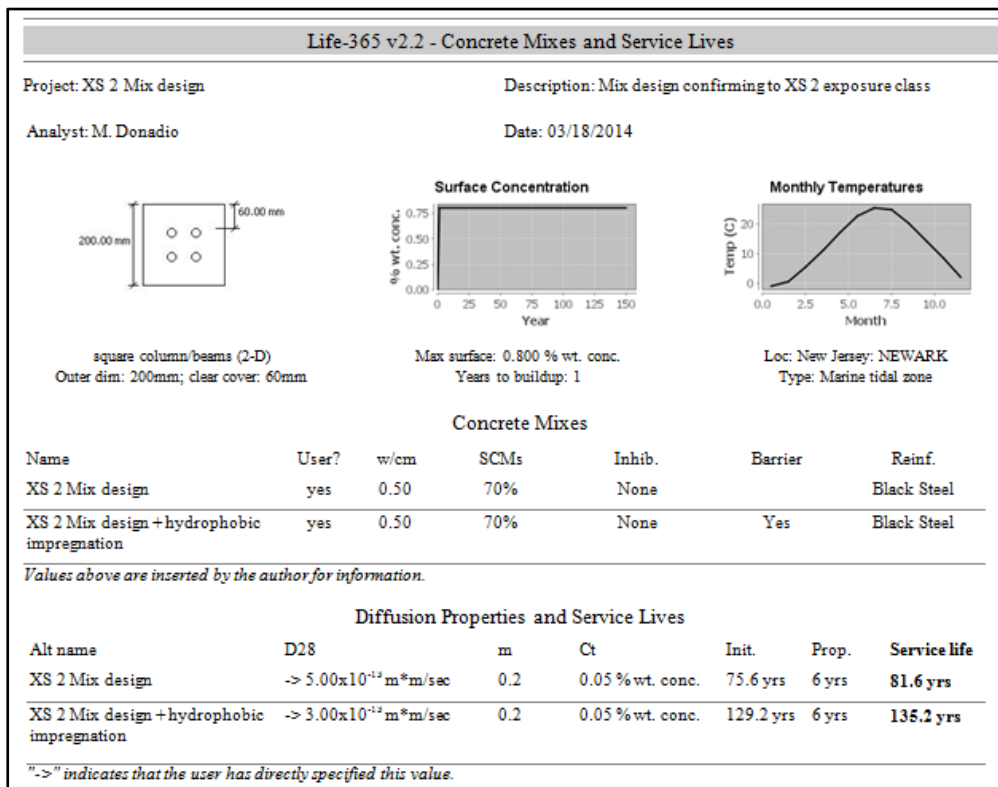 Life-365 v2.2 - Concrete Mixes and Service Lives
Project: XS 2 Mix design
Description: Mix design confirming to XS 2 exposure class
Analyst: M. Donadio
Date: 03/18/2014
60.00 mm
200.00 mm
square column/beams (2-D)
Outer dim: 200mm; clear cover: 60mm
Surface Concentration
% wt. conc.
0.75
0.50
0.25
0.00
0 25 50 75 100 125 150
Year
Max surface: 0.800 % wt. conc.
Years to buildup: 1
Monthly Temperatures
Temp (C)
20
10
0
0.0 2.5 5.0 7.5 10.0
Month
Loc: New Jersey: NEWARK
Type: Marine tidal zone
Concrete Mixes
Name User? w/cm SCMs Inhib. Barrier Reinf.
XS 2 Mix design yes 0.50 70% None Black Steel
XS 2 Mix design + hydrophobic yes 0.50 70% None Yes Black Steel
impregnation
Values above are inserted by the author for information.
Diffusion Properties and Service Lives
Alt name D28 m Ct Init. Prop. Service life
XS 2 Mix design -> 5.00x10⁻¹³ m*m/sec 0.2 0.05 % wt. conc. 75.6 yrs 6 yrs 81.6 yrs
XS 2 Mix design + hydrophobic -> 3.00x10⁻¹³ m*m/sec 0.2 0.05 % wt. conc. 129.2 yrs 6 yrs 135.2 yrs
impregnation
"->" indicates that the user has directly specified this value.